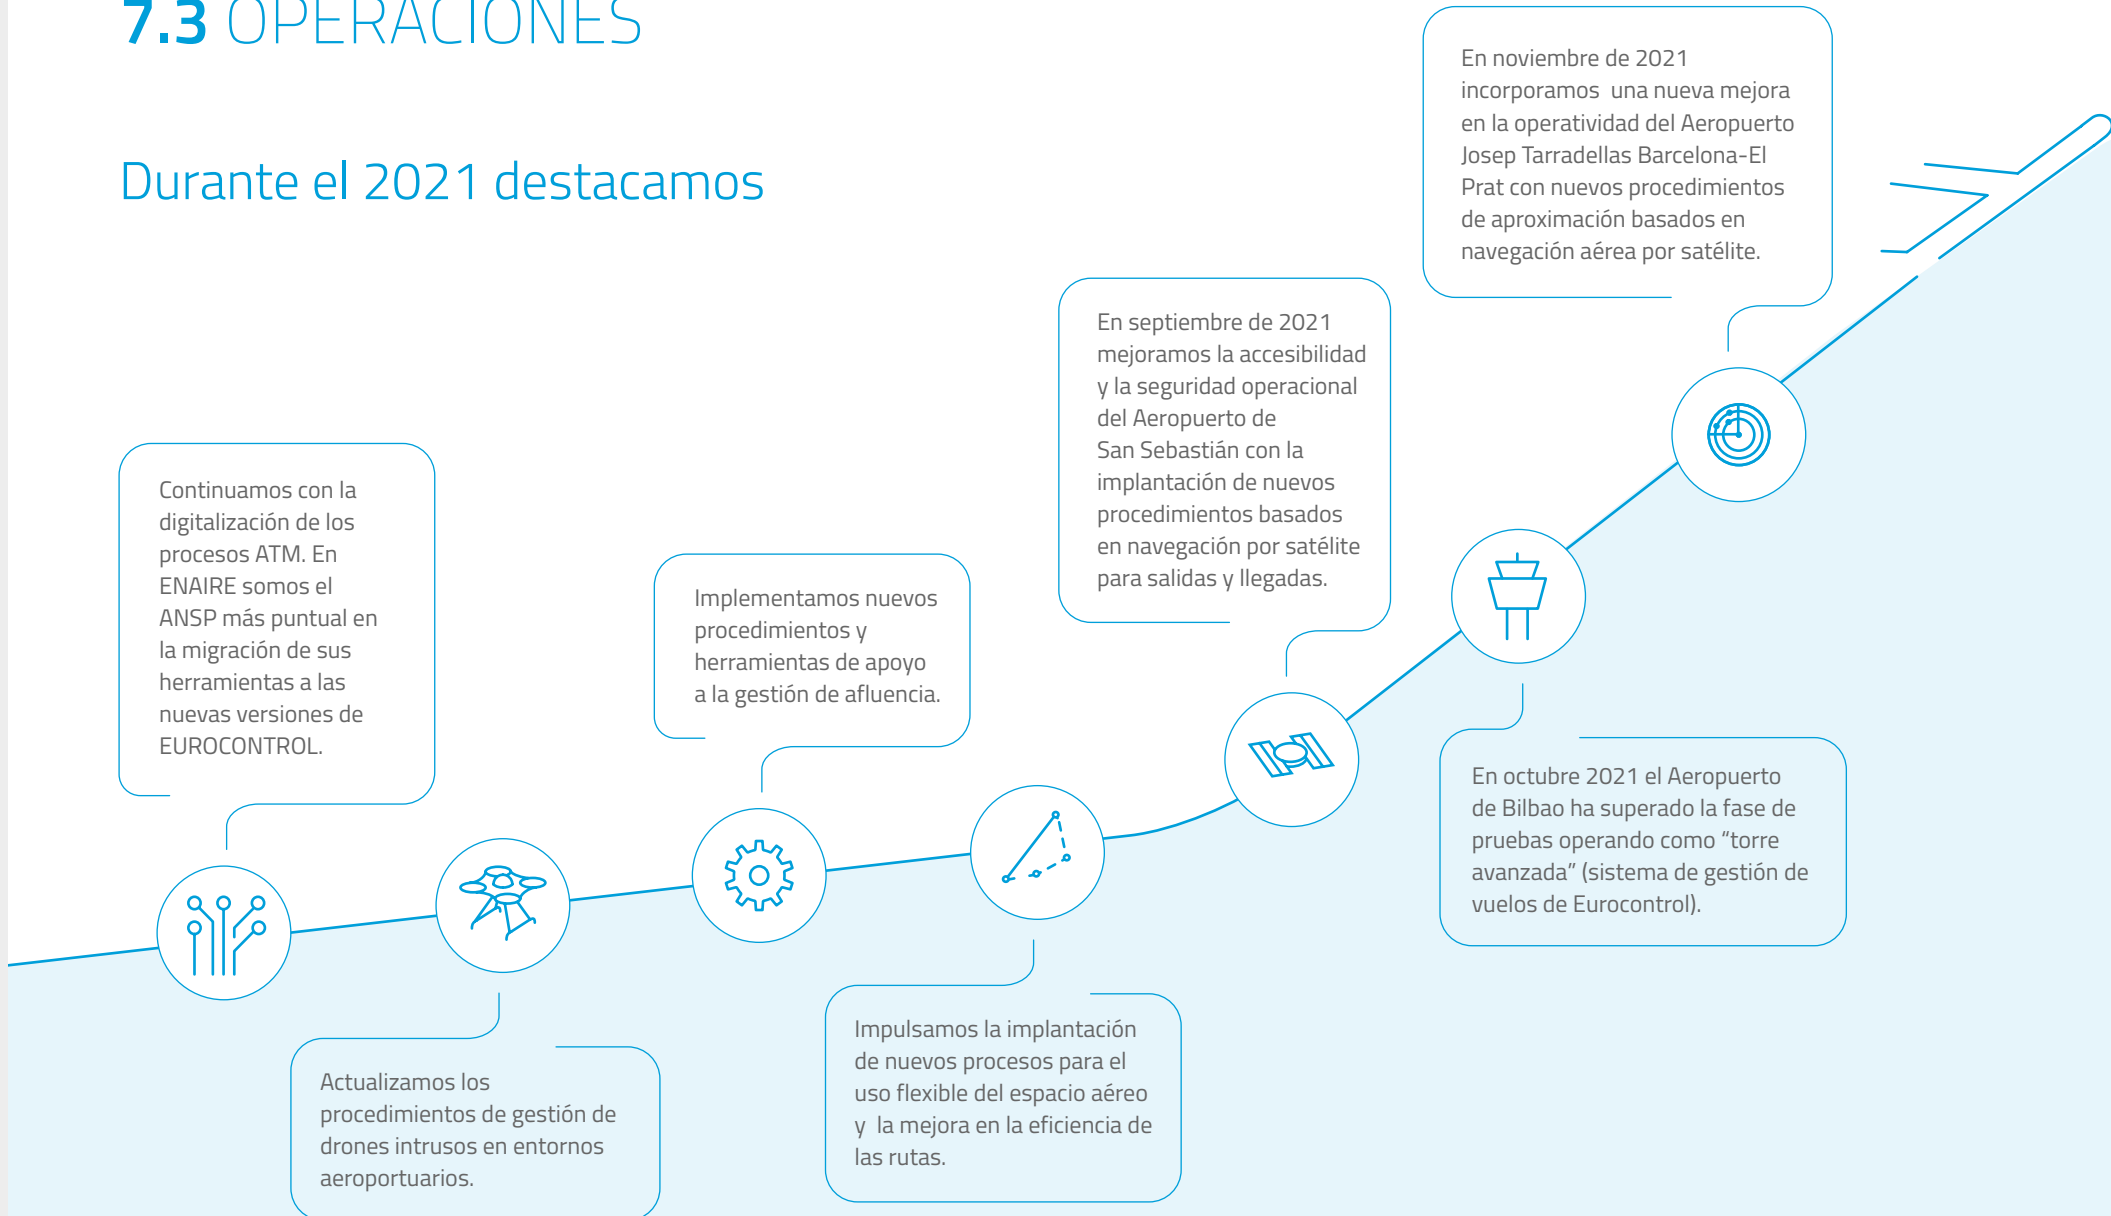 7.3 OPERACIONES
Durante el 2021 destacamos
Continuamos con la
digitalización de los
procesos ATM. En
ENAIRE somos el
ANSP más puntual en
la migración de sus
herramientas a las
nuevas versiones de
EUROCONTROL.
Actualizamos los
procedimientos de gestión de
drones intrusos en entornos
aeroportuarios.
Implementamos nuevos
procedimientos y
herramientas de apoyo
a la gestión de afluencia.
Impulsamos la implantación
de nuevos procesos para el
uso flexible del espacio aéreo
y  la mejora en la eficiencia de
las rutas.
En septiembre de 2021
mejoramos la accesibilidad
y la seguridad operacional
del Aeropuerto de
San Sebastián con la
implantación de nuevos
procedimientos basados
en navegación por satélite
para salidas y llegadas.
En octubre 2021 el Aeropuerto
de Bilbao ha superado la fase de
pruebas operando como “torre
avanzada” (sistema de gestión de
vuelos de Eurocontrol).
En noviembre de 2021
incorporamos  una nueva mejora
en la operatividad del Aeropuerto
Josep Tarradellas Barcelona-El
Prat con nuevos procedimientos
de aproximación basados en
navegación aérea por satélite.